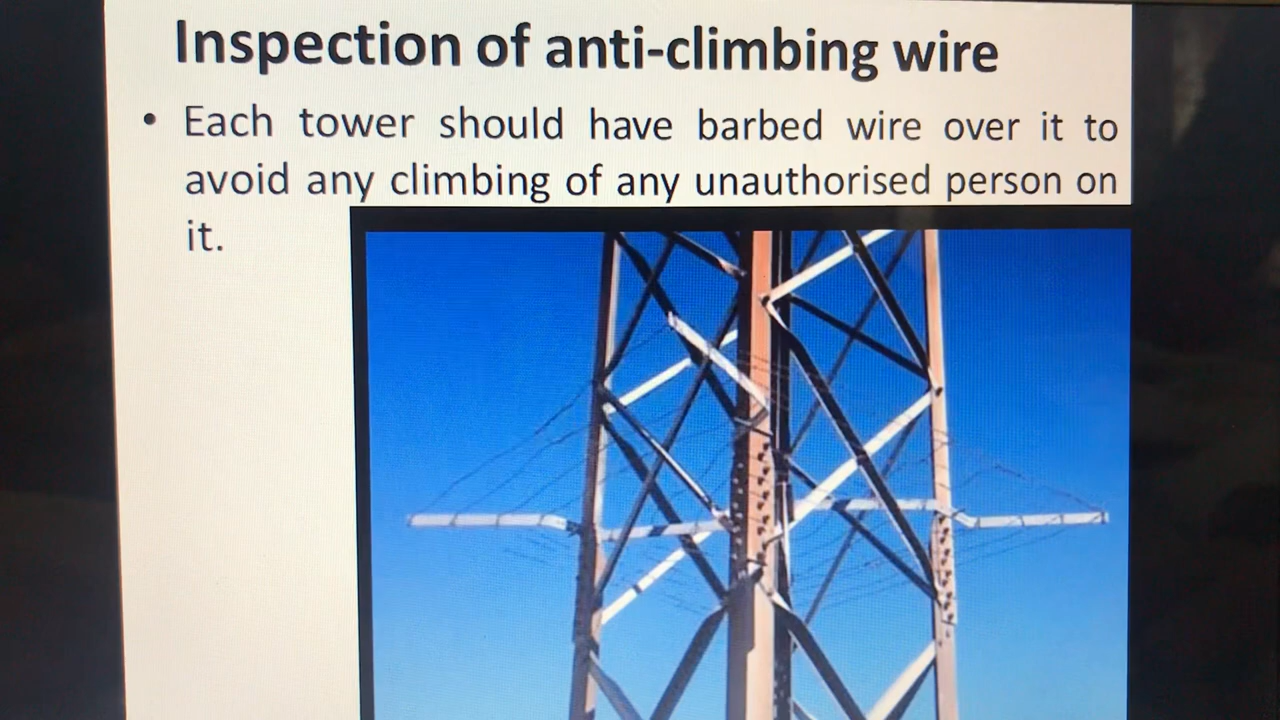 Inspection of anti-climbing wire
• Each tower should have barbed wire over it to
avoid any climbing of any unauthorised person on
it.